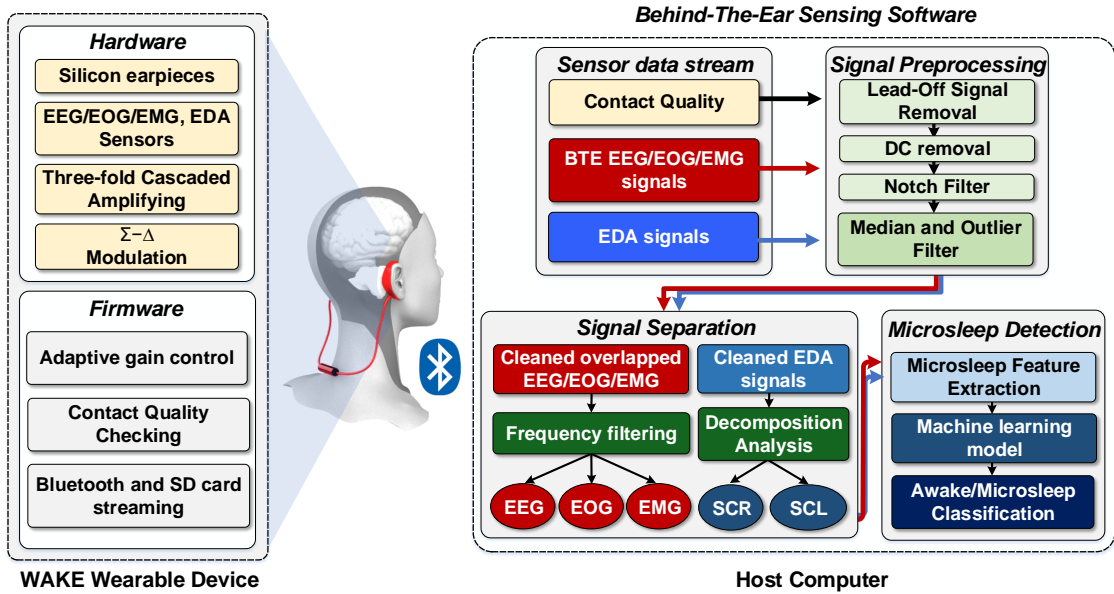 Hardware
Silicon earpieces
EEG/EOG/EMG, EDA
Sensors
Three-fold Cascaded
Amplifying
Σ−Δ
Modulation
Firmware
Adaptive gain control
Contact Quality
Checking
Bluetooth and SD card
streaming
WAKE Wearable Device
Behind-The-Ear Sensing Software
Sensor data stream
Contact Quality
BTE EEG/EOG/EMG
signals
EDA signals
Signal Preprocessing
Lead-Off Signal
Removal
DC removal
Notch Filter
Median and Outlier
Filter
Signal Separation
Cleaned overlapped
EEG/EOG/EMG
Frequency filtering
EEG
EOG
EMG
Cleaned EDA
signals
Decomposition
Analysis
SCR
SCL
Microsleep Detection
Microsleep Feature
Extraction
Machine learning
model
Awake/Microsleep
Classification
Host Computer